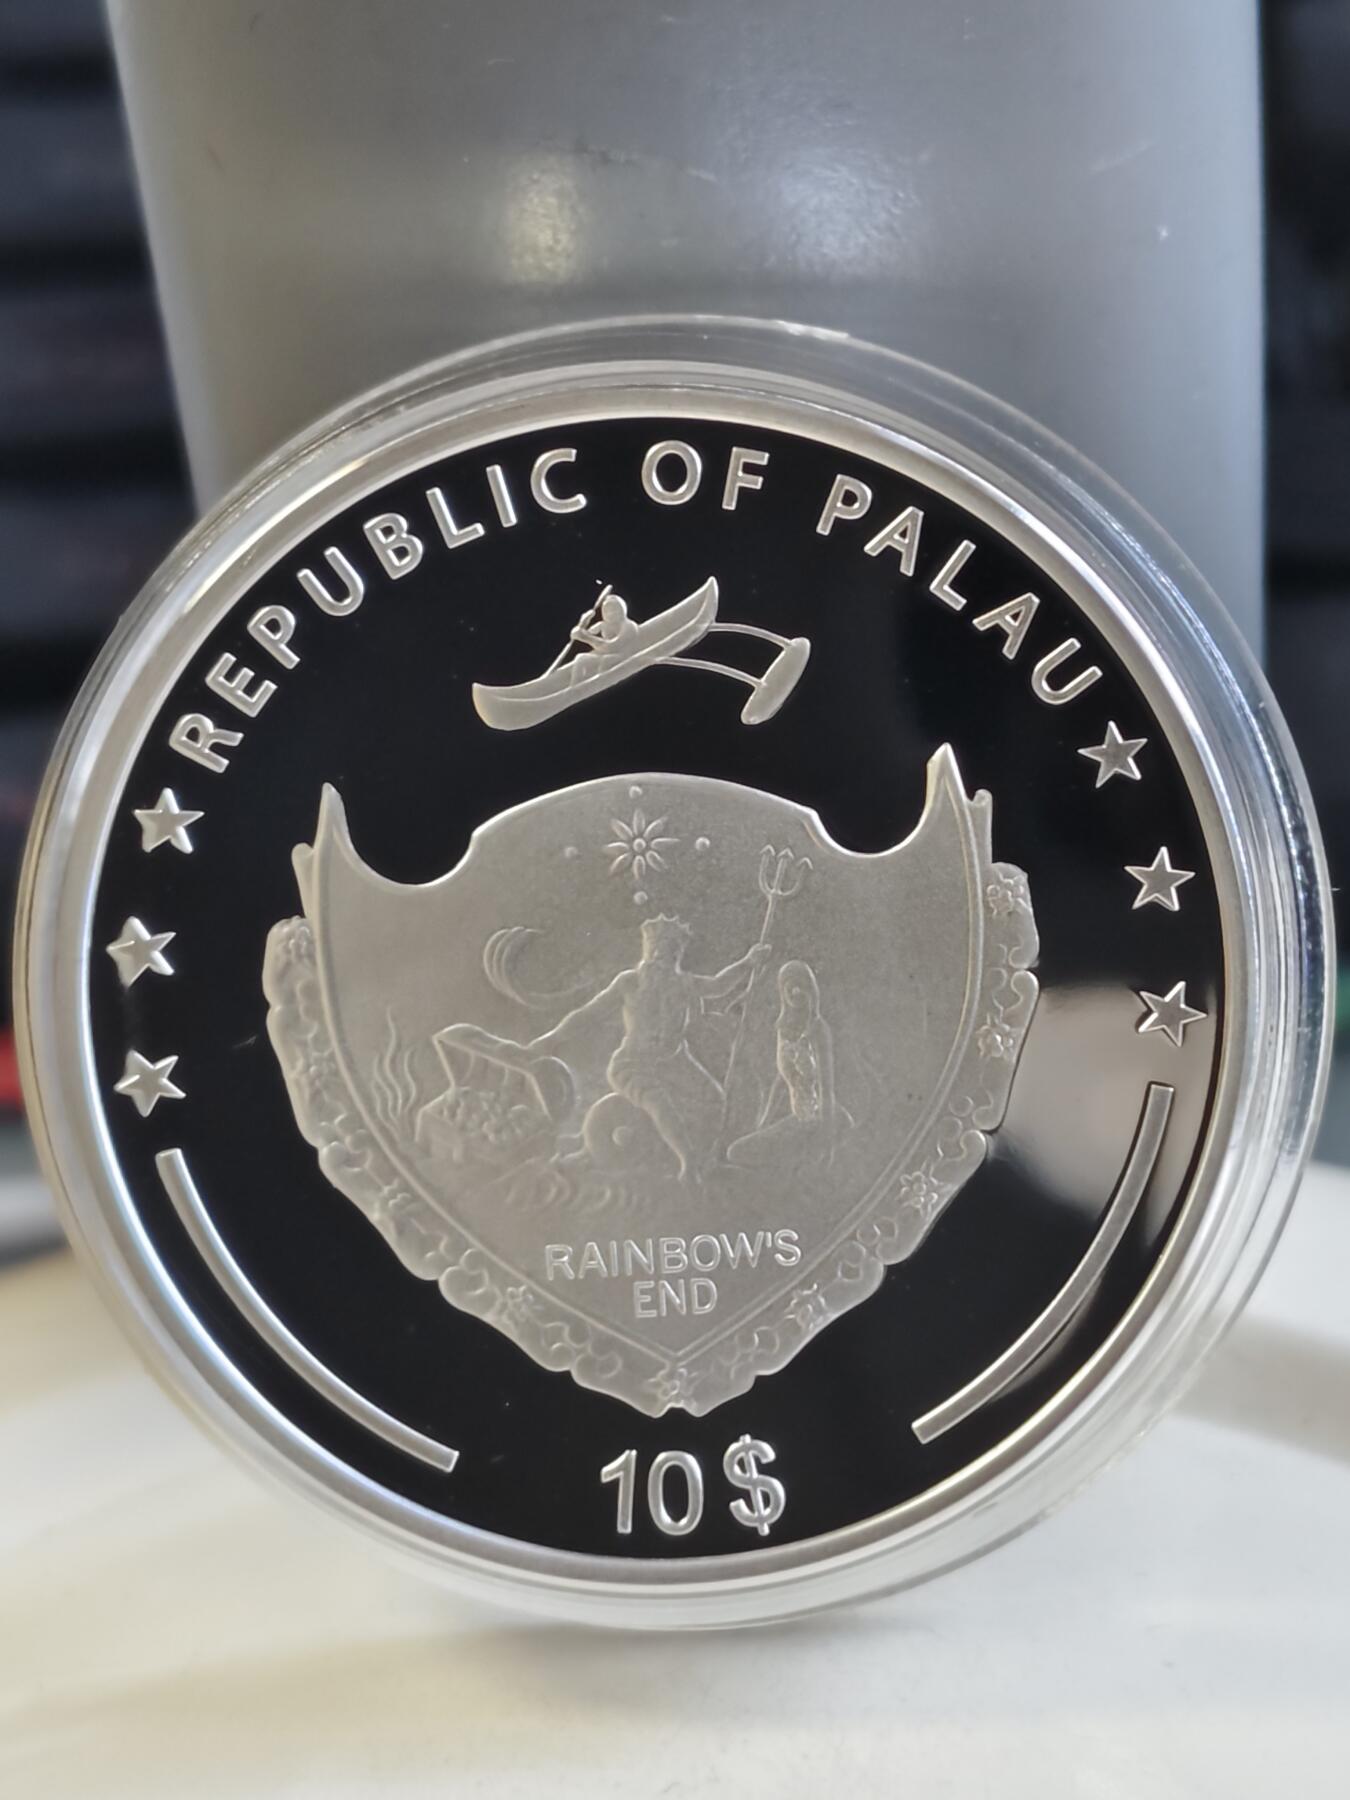 REPUBLIC OF PALAU
RAINBOW'S
END
10 $